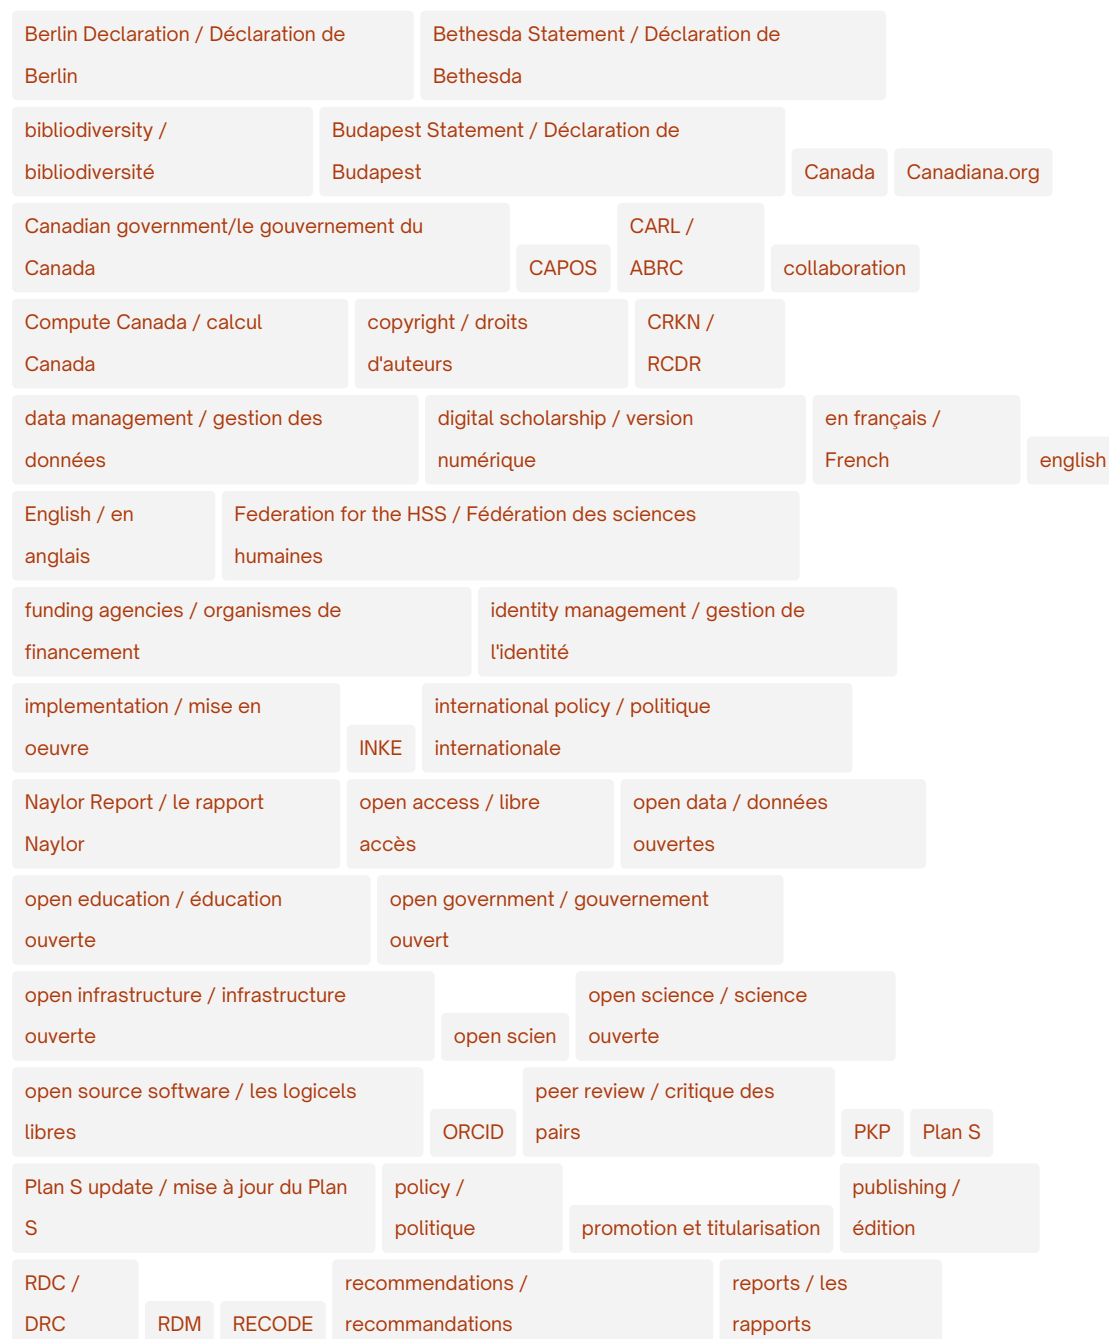 Berlin Declaration / Déclaration de
Berlin
Bethesda Statement / Déclaration de
Bethesda
bibliodiversity /
bibliodiversité
Budapest Statement / Déclaration de
Budapest
Canada
Canadiana.org
Canadian government/le gouvernement du
Canada
CAPOS
CARL /
ABRC
collaboration
Compute Canada / calcul
Canada
copyright / droits
d'auteurs
CRKN /
RCDR
data management / gestion des
données
digital scholarship / version
numérique
en français /
French
english
English / en
anglais
Federation for the HSS / Fédération des sciences
humaines
funding agencies / organismes de
financement
identity management / gestion de
l'identité
implementation / mise en
oeuvre
INKE
international policy / politique
internationale
Naylor Report / le rapport
Naylor
open access / libre
accès
open data / données
ouvertes
open education / éducation
ouverte
open government / gouvernement
ouvert
open infrastructure / infrastructure
ouverte
open scien
open science / science
ouverte
open source software / les logicels
libres
ORCID
peer review / critique des
pairs
PKP
Plan S
Plan S update / mise à jour du Plan
S
policy /
politique
promotion et titularisation
publishing /
édition
RDC /
DRC
RDM
RECODE
recommendations /
recommandations
reports / les
rapports